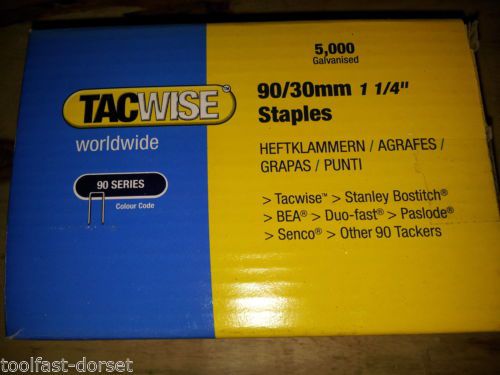 TACWISE™
worldwide
90 SERIES
Colour Code
5,000
Galvanised
90/30mm 1 1/4"
Staples
HEFTKLAMMERN / AGRAFES /
GRAPAS / PUNTI
> Tacwise™ > Stanley Bostitch®
> BEA® > Duo-fast® > Paslode®
> Senco® > Other 90 Tackers
toolfast-dorset